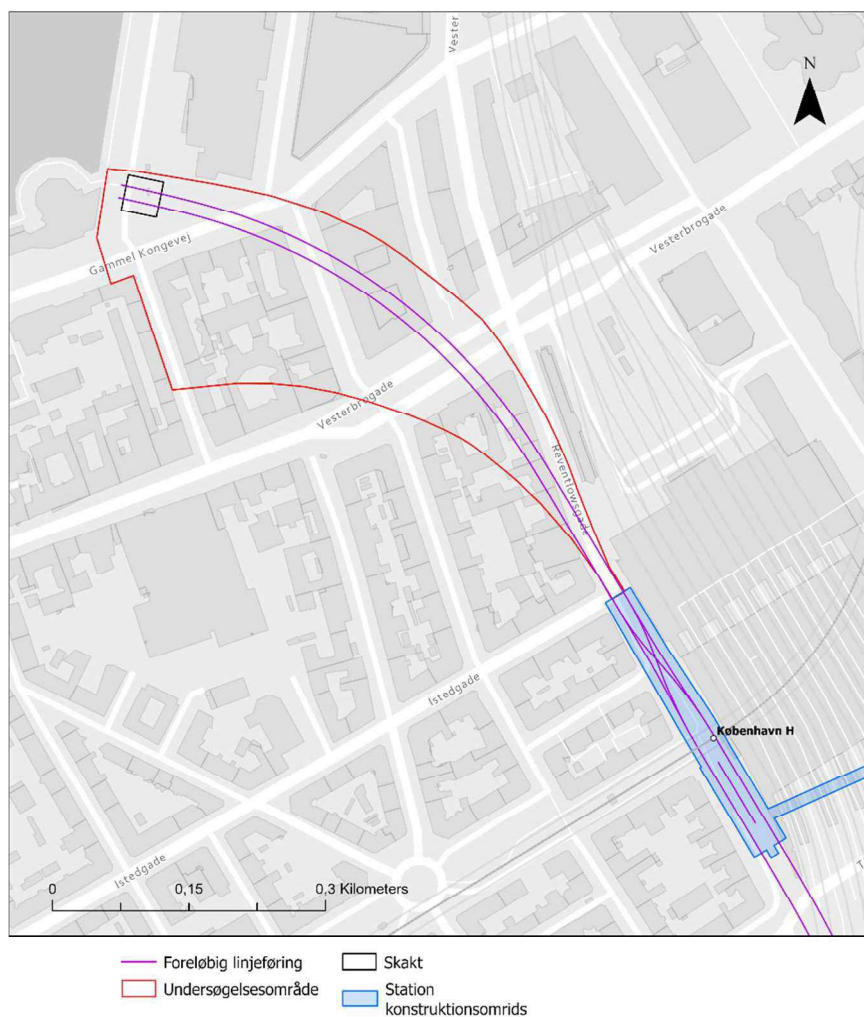 Vester
N
Vesterbrogade
Gammel Kongevej
Vesterbrogade
Reventlowsgade
Istedgade
København H
Istedgade
T
0
0,15
0.3 Kilometers
Foreløbig linjeføring
Skakt
Undersøgelsesområde
Station
konstruktionsomrids